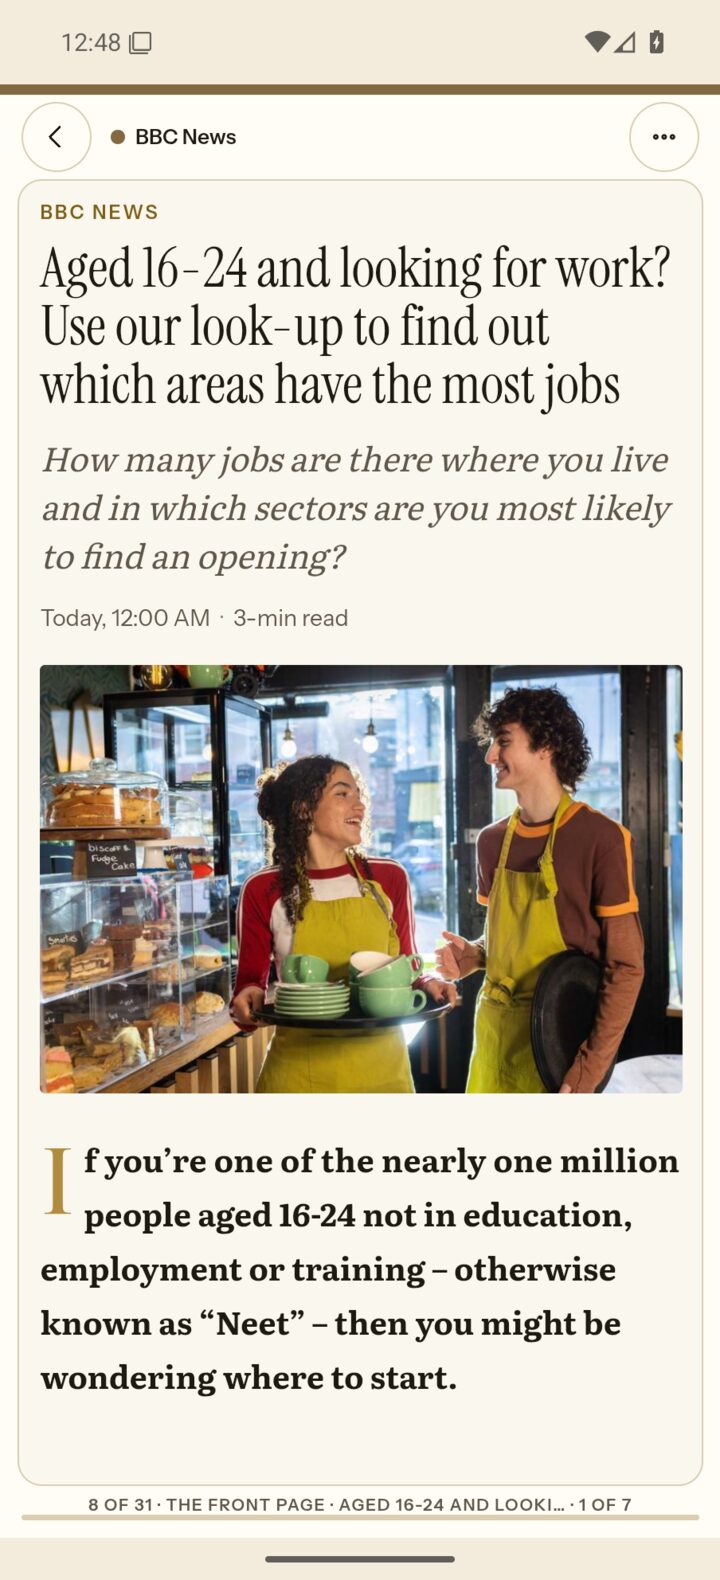 12:48
BBC News
BBC NEWS
Aged 16-24 and looking for work?
Use our look-up to find out
which areas have the most jobs
How many jobs are there where you live
and in which sectors are you most likely
to find an opening?
Today, 12:00 AM · 3-min read
biscoff &
Fudge
Cake
If you’re one of the nearly one million
people aged 16-24 not in education,
employment or training – otherwise
known as “Neet” – then you might be
wondering where to start.
8 OF 31 · THE FRONT PAGE · AGED 16-24 AND LOOKI… · 1 OF 7